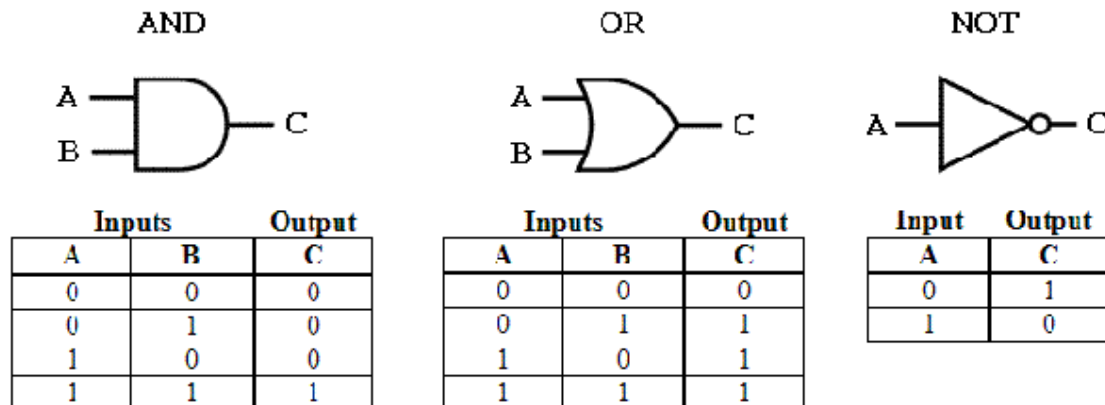 AND OR NOT
A A
C C A C
B B
Inputs Output Inputs Output Input Output
A B C A B C A C
0 0 0 0 0 0 0 1
0 1 0 0 1 1 1 0
1 0 0 1 0 1
1 1 1 1 1 1